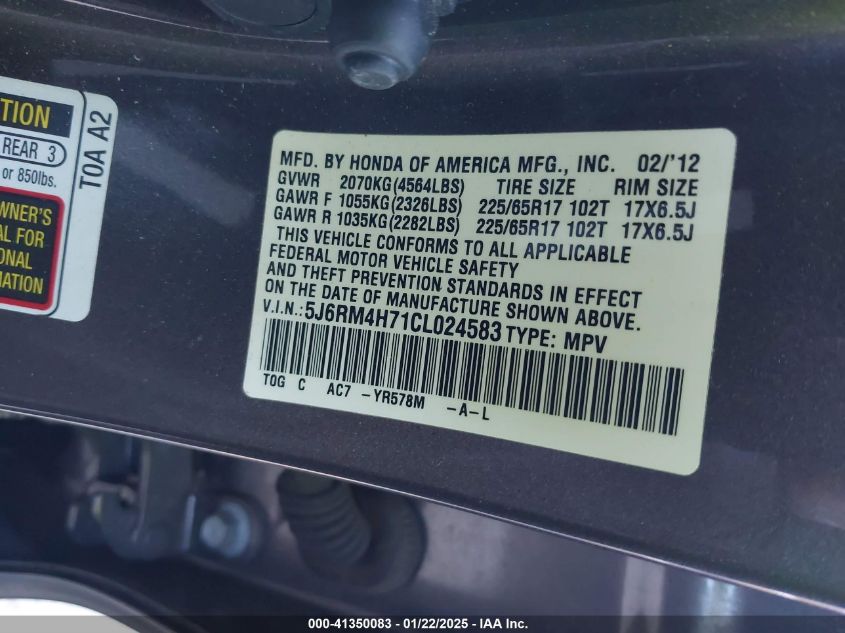 TION
REAR 3
or 850lbs.
WNER'S
AL FOR
ONAL
MATION
T0A A2
MFD. BY HONDA OF AMERICA MFG., INC. 02/'12
GVWR 2070KG(4564LBS) TIRE SIZE RIM SIZE
GAWR F 1055KG(2326LBS) 225/65R17 102T 17X6.5J
GAWR R 1035KG(2282LBS) 225/65R17 102T 17X6.5J
THIS VEHICLE CONFORMS TO ALL APPLICABLE
FEDERAL MOTOR VEHICLE SAFETY
AND THEFT PREVENTION STANDARDS IN EFFECT
ON THE DATE OF MANUFACTURE SHOWN ABOVE.
V.I.N.: 5J6RM4H71CL024583 TYPE: MPV
T0G C AC7 -YR578M -A-L
000-41350083 - 01/22/2025 - IAA Inc.